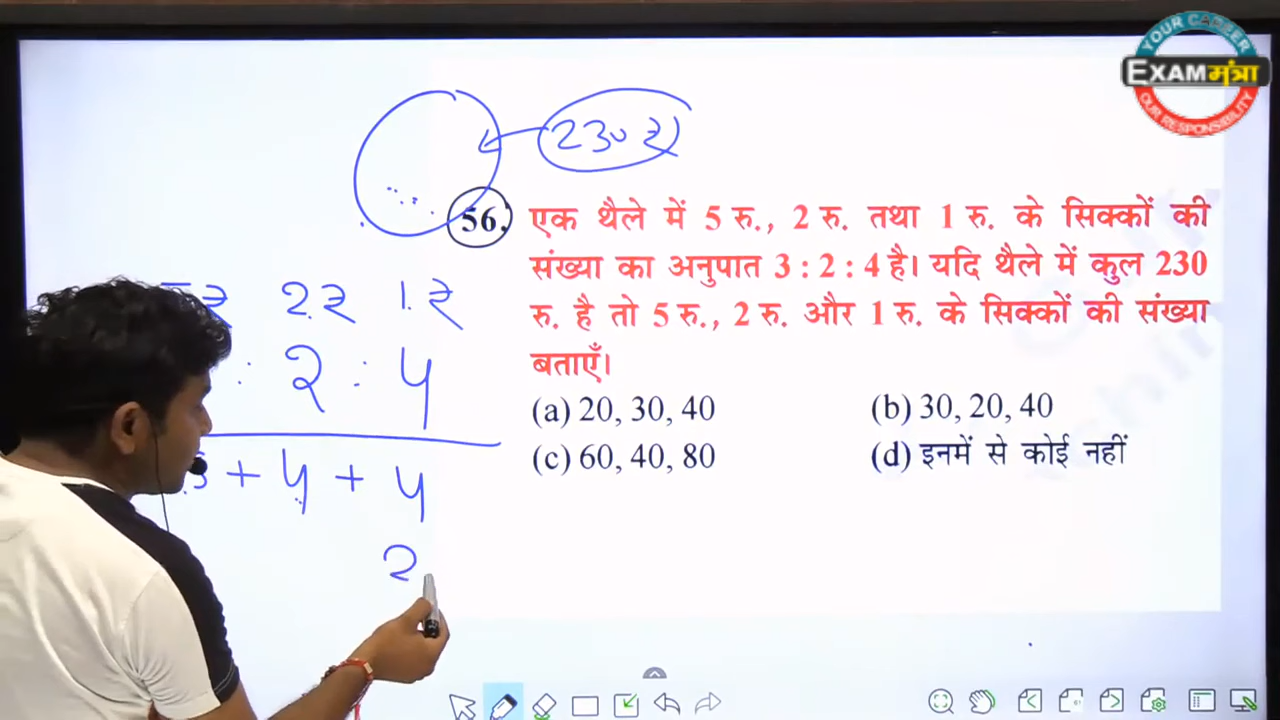 YOUR CAREER
EXAMमंत्रा
OUR RESPONSIBILITY
230 ₹
56. एक थैले में 5 रु., 2 रु. तथा 1 रु. के सिक्कों की
संख्या का अनुपात 3 : 2 : 4 है। यदि थैले में कुल 230
रु. है तो 5 रु., 2 रु. और 1 रु. के सिक्कों की संख्या
बताएँ।
(a) 20, 30, 40 (b) 30, 20, 40
(c) 60, 40, 80 (d) इनमें से कोई नहीं
2₹ 1₹
: 2 : 4
+ 4 + 4
2